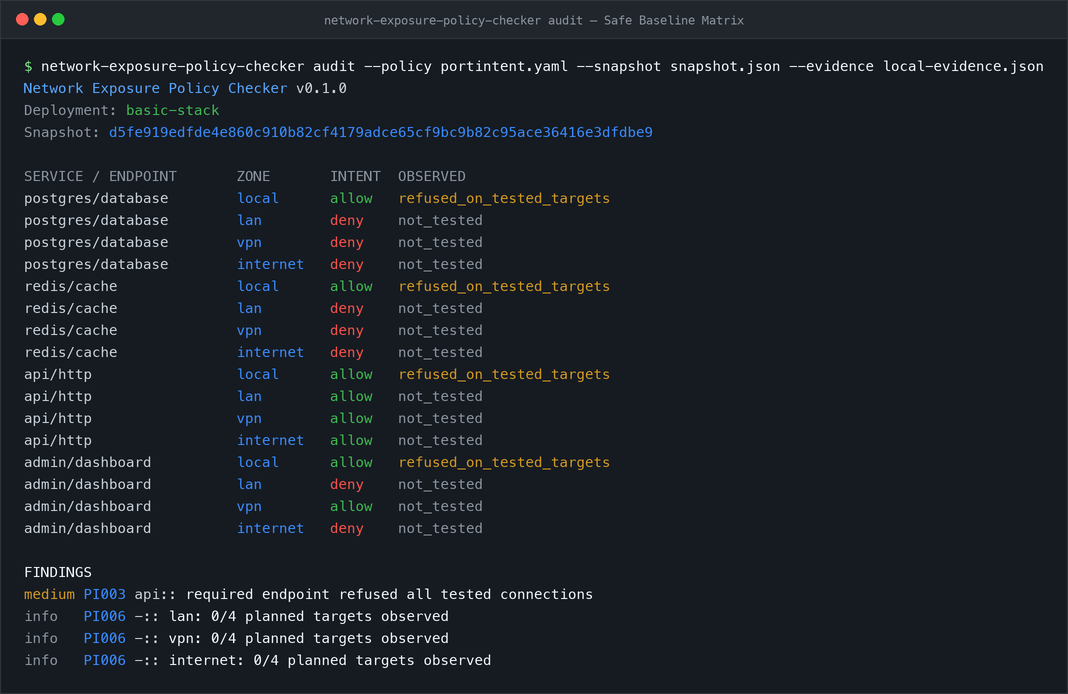 network-exposure-policy-checker audit — Safe Baseline Matrix
$ network-exposure-policy-checker audit --policy portintent.yaml --snapshot snapshot.json --evidence local-evidence.json
Network Exposure Policy Checker v0.1.0
Deployment: basic-stack
Snapshot: d5fe919edfde4e860c910b82cf4179adce65cf9bc9b82c95ace36416e3dfdbe9
SERVICE / ENDPOINT ZONE INTENT OBSERVED
postgres/database local allow refused_on_tested_targets
postgres/database lan deny not_tested
postgres/database vpn deny not_tested
postgres/database internet deny not_tested
redis/cache local allow refused_on_tested_targets
redis/cache lan deny not_tested
redis/cache vpn deny not_tested
redis/cache internet deny not_tested
api/http local allow refused_on_tested_targets
api/http lan allow not_tested
api/http vpn allow not_tested
api/http internet allow not_tested
admin/dashboard local allow refused_on_tested_targets
admin/dashboard lan deny not_tested
admin/dashboard vpn allow not_tested
admin/dashboard internet deny not_tested
FINDINGS
medium PI003 api:: required endpoint refused all tested connections
info PI006 -:: lan: 0/4 planned targets observed
info PI006 -:: vpn: 0/4 planned targets observed
info PI006 -:: internet: 0/4 planned targets observed